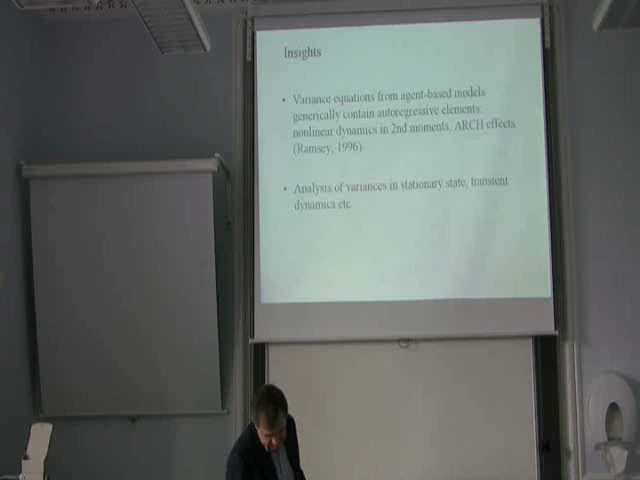 Insights
• Variance equations from agent-based models
generically contain autoregressive elements:
nonlinear dynamics in 2nd moments, ARCH effects
(Ramsey, 1996)
• Analysis of variances in stationary state, transient
dynamics etc